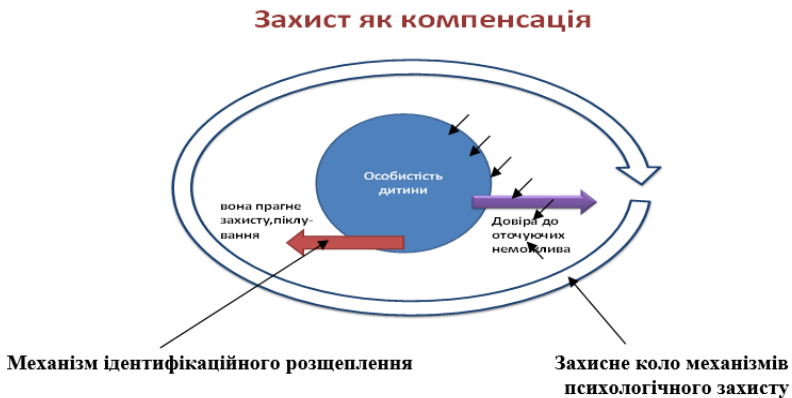 Захист як компенсація
Особистість
дитини
вона прагне
захисту,піклу-
вання
Довіра до
оточуючих
неможлива
Механізм ідентифікаційного розщеплення
Захисне коло механізмів
психологічного захисту